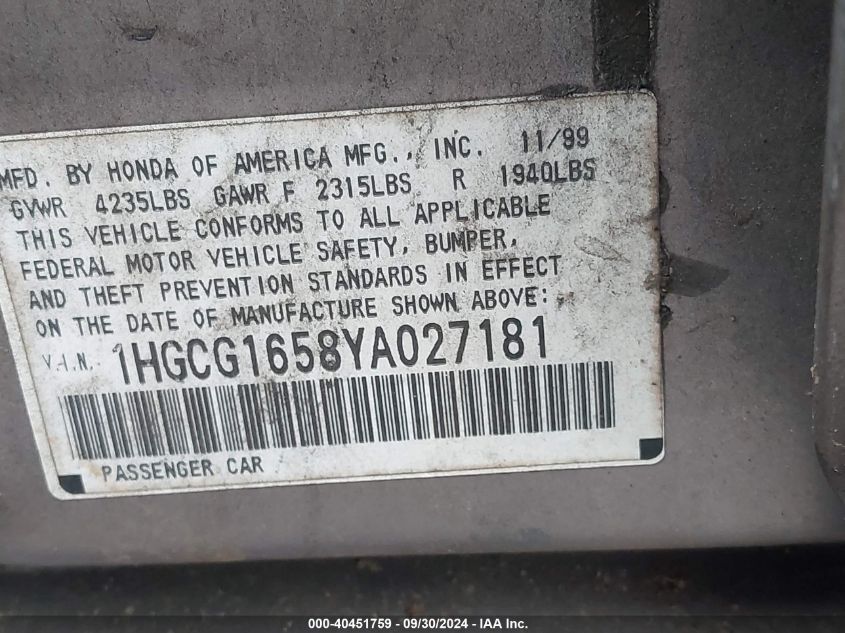 MFD. BY HONDA OF AMERICA MFG., INC. 11/99
GVWR 4235LBS GAWR F 2315LBS R 1940LBS
THIS VEHICLE CONFORMS TO ALL APPLICABLE
FEDERAL MOTOR VEHICLE SAFETY, BUMPER,
AND THEFT PREVENTION STANDARDS IN EFFECT
ON THE DATE OF MANUFACTURE SHOWN ABOVE:
V.I.N. 1HGCG1658YA027181
PASSENGER CAR
000-40451759 - 09/30/2024 - IAA Inc.